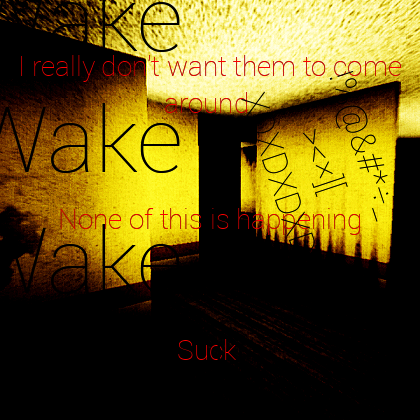 Wake
I really don't want them to come
around
Wake
None of this is happening
Wake
Suck